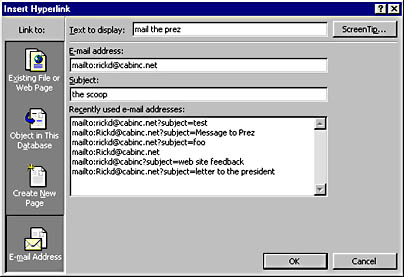 Insert Hyperlink
Link to:
Text to display: mail the prez
ScreenTip...
Existing File or
Web Page
Object in This
Database
Create New
Page
E-mail Address
E-mail address:
mailto:rickd@cabinc.net
Subject:
the scoop
Recently used e-mail addresses:
mailto:rickd@cabinc.net?subject=test
mailto:Rickd@cabinc.net?subject=Message to Prez
mailto:rickd@cabinc.net?subject=foo
mailto:Rickd@cabinc.net
mailto:rickd@cabinc?subject=web site feedback
mailto:Rickd@cabinc.net?subject=letter to the president
OK
Cancel